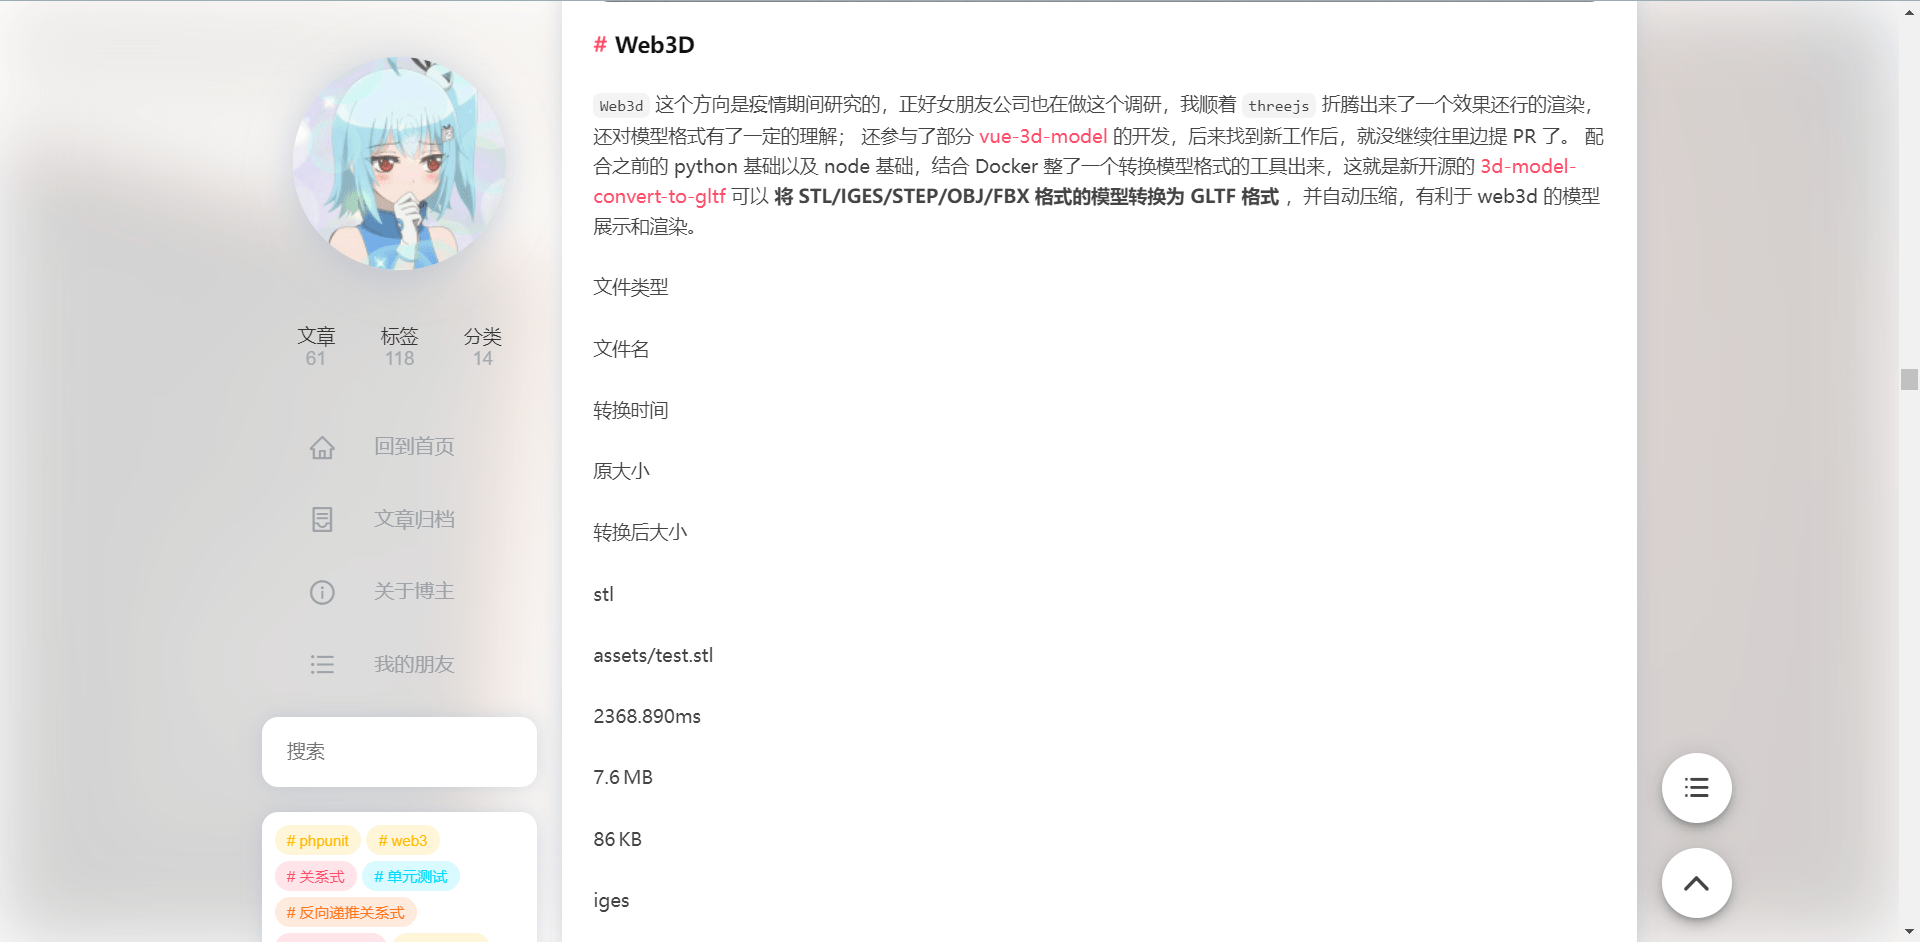 文章
标签
分类
61
118
14
回到首页
文章归档
关于博主
我的朋友
搜索
# phpunit
# web3
# 关系式
# 单元测试
# 反向递推关系式
# Web3D
Web3d 这个方向是疫情期间研究的，正好女朋友公司也在做这个调研，我顺着 threejs 折腾出来了一个效果还行的渲染，
还对模型格式有了一定的理解； 还参与了部分 vue-3d-model 的开发，后来找到新工作后，就没继续往里边提 PR 了。 配
合之前的 python 基础以及 node 基础，结合 Docker 整了一个转换模型格式的工具出来，这就是新开源的 3d-model-
convert-to-gltf 可以 将 STL/IGES/STEP/OBJ/FBX 格式的模型转换为 GLTF 格式 ，并自动压缩，有利于 web3d 的模型
展示和渲染。
文件类型
文件名
转换时间
原大小
转换后大小
stl
assets/test.stl
2368.890ms
7.6 MB
86 KB
iges